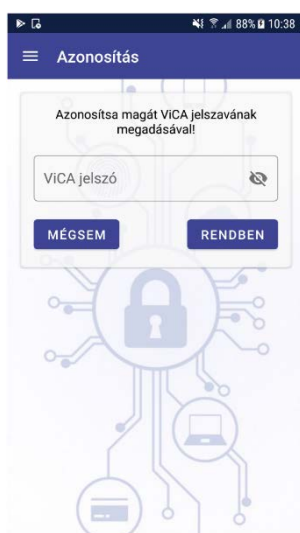 88% 10:38
Azonosítás
Azonosítsa magát ViCA jelszavának
megadásával!
ViCA jelszó
MÉGSEM
RENDBEN